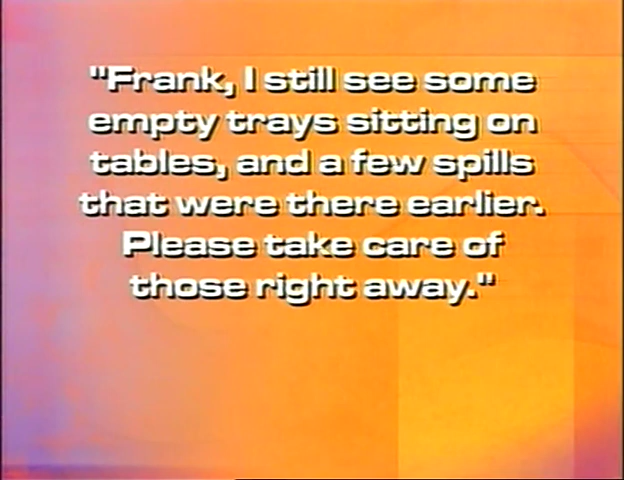 "Frank, I still see some
empty trays sitting on
tables, and a few spills
that were there earlier.
Please take care of
those right away."